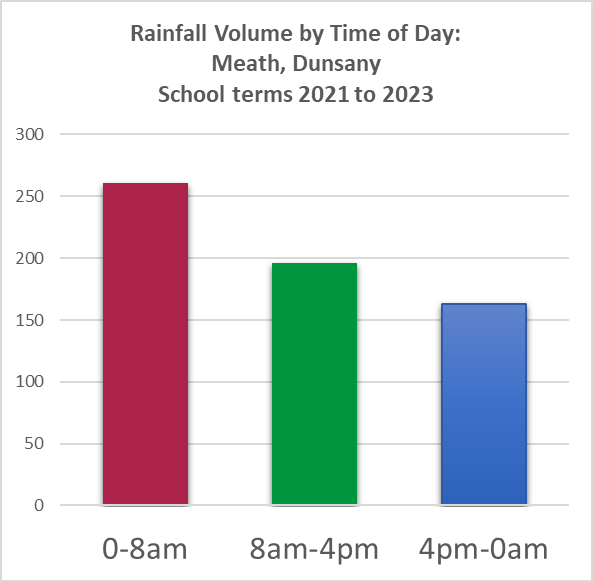 Rainfall Volume by Time of Day:
Meath, Dunsany
School terms 2021 to 2023
300
250
200
150
100
50
0
0-8am 8am-4pm 4pm-0am